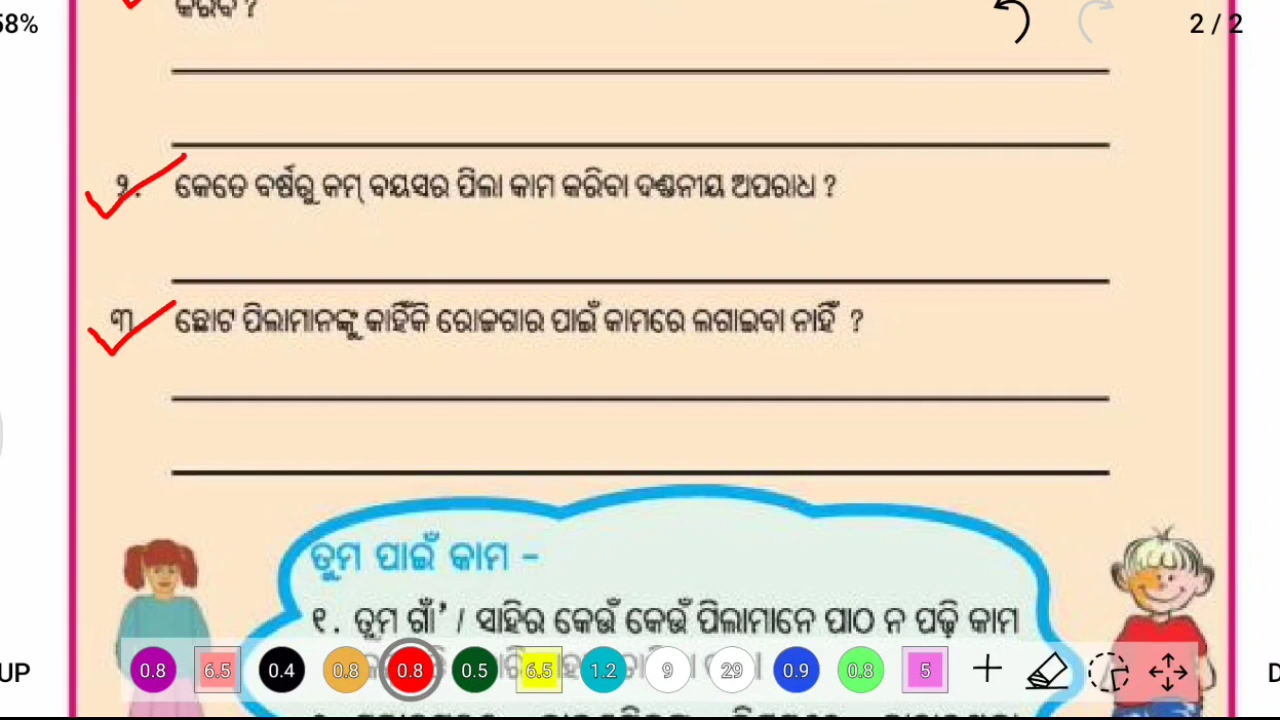 58%
2 / 2
କରିବ ?
୨. କେତେ ବର୍ଷରୁ କମ୍ ବୟସର ପିଲା କାମ କରିବା ଦଣ୍ଡନୀୟ ଅପରାଧ ?
୩. ଛୋଟ ପିଲାମାନଙ୍କୁ କାହିଁକି ରୋଜଗାର ପାଇଁ କାମରେ ଲଗାଇବା ନାହିଁ ?
ତୁମ ପାଇଁ କାମ –
୧. ତୁମ ଗାଁ' / ସାହିର କେଉଁ କେଉଁ ପିଲାମାନେ ପାଠ ନ ପଢ଼ି କାମ
UP
0.8 6.5 0.4 0.8 0.8 0.5 6.5 1.2 9 29 0.9 0.8 5
D